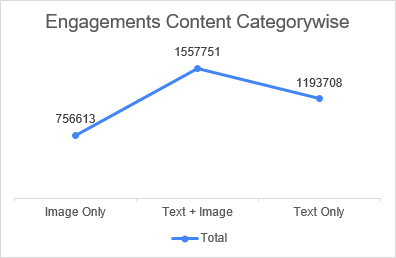 Engagements Content Categorywise
1557751
1193708
756613
Image Only
Text + Image
Text Only
Total